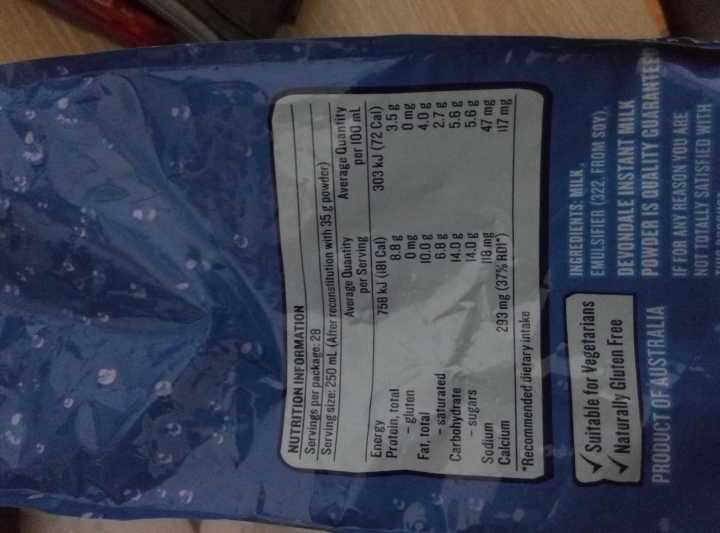 NUTRITION INFORMATION
Servings per package: 28
Serving size: 250 mL (After reconstitution with 35 g powder)
Average Quantity per Serving Average Quantity per 100 mL
Energy 758 kJ (181 Cal) 303 kJ (72 Cal)
Protein, total 8.8 g 3.5 g
– gluten 0 mg 0 mg
Fat, total 10.0 g 4.0 g
– saturated 6.8 g 2.7 g
Carbohydrate 14.0 g 5.6 g
– sugars 14.0 g 5.6 g
Sodium 118 mg 47 mg
Calcium 293 mg (37% RDI*) 117 mg
*Recommended dietary intake
✓ Suitable for Vegetarians
✓ Naturally Gluten Free
PRODUCT OF AUSTRALIA
INGREDIENTS: MILK,
EMULSIFIER (322, FROM SOY).
DEVONDALE INSTANT MILK
POWDER IS QUALITY GUARANTEED
IF FOR ANY REASON YOU ARE
NOT TOTALLY SATISFIED WITH